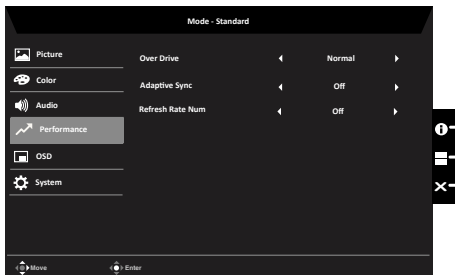 Mode - Standard
Picture
Over Drive Normal
Color
Adaptive Sync Off
Audio
Refresh Rate Num Off
Performance
OSD
System
Move Enter